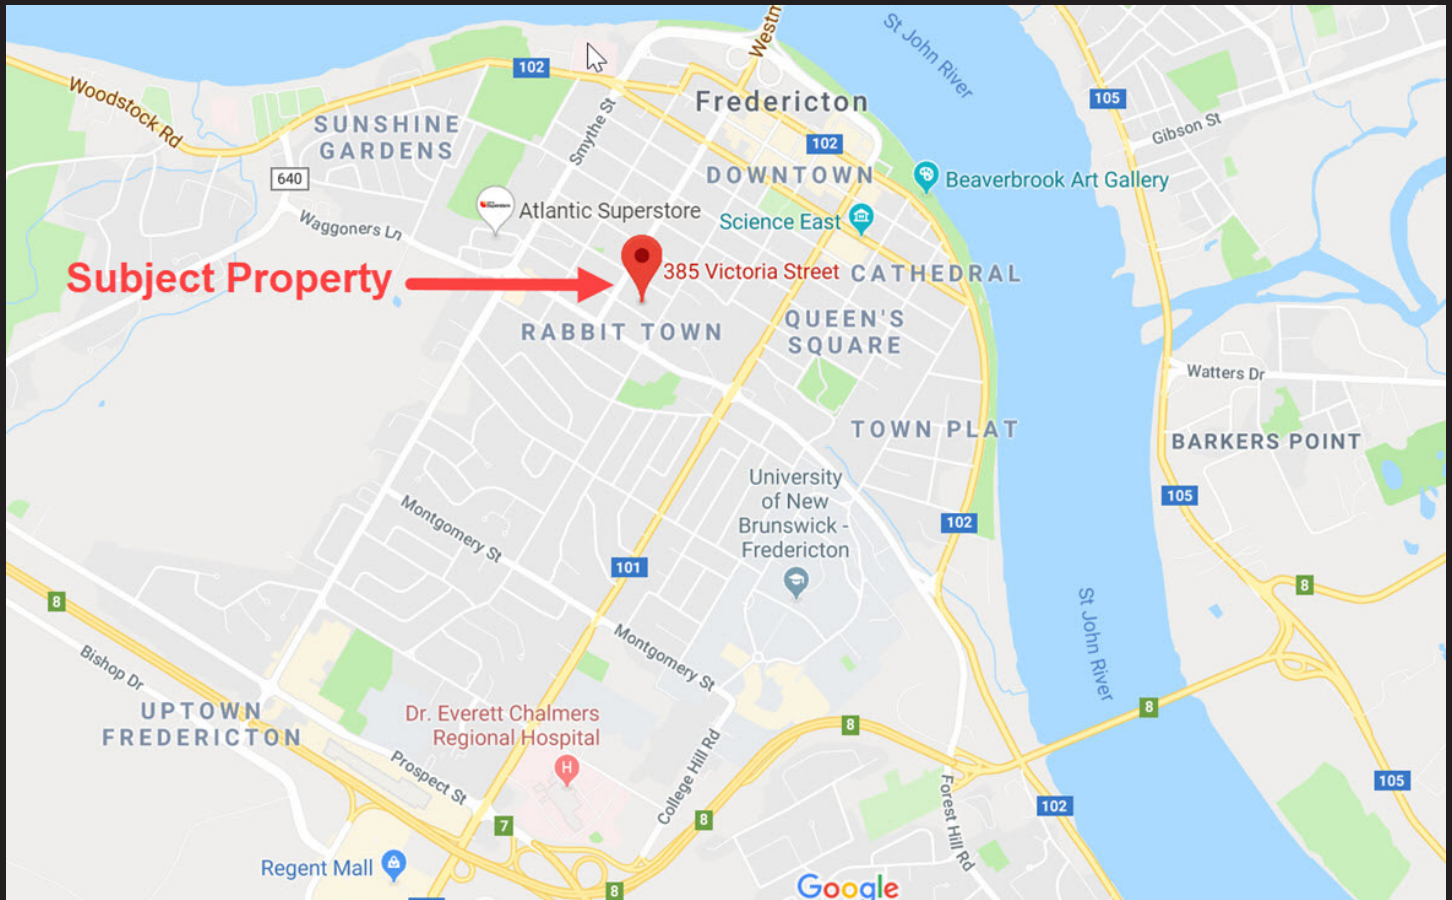 Westm
St John River
102
Woodstock Rd
SUNSHINE
GARDENS
Smythe St
Fredericton
102
105
Gibson St
640
DOWNTOWN
Beaverbrook Art Gallery
Waggoners Ln
Atlantic Superstore
Science East
Subject Property
385 Victoria Street
CATHEDRAL
RABBIT TOWN
QUEEN'S
SQUARE
Watters Dr
TOWN PLAT
BARKERS POINT
University
of New
Brunswick -
Fredericton
105
Montgomery St
102
101
8
8
St John River
Montgomery St
Bishop Dr
UPTOWN
FREDERICTON
Dr. Everett Chalmers
Regional Hospital
8
8
Prospect St
College Hill Rd
105
102
Forest Hill Rd
7
8
Regent Mall
8
Google